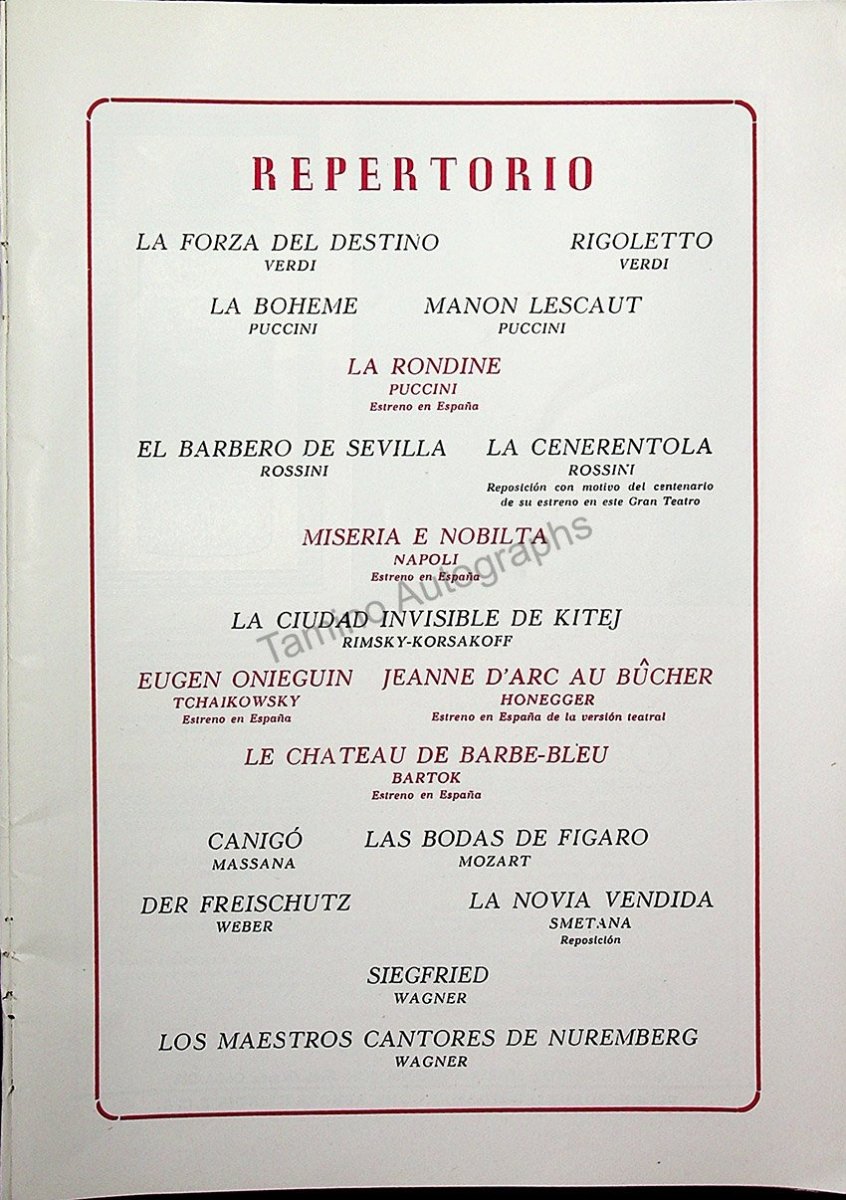 REPERTORIO
LA FORZA DEL DESTINO RIGOLETTO
VERDI VERDI
LA BOHEME MANON LESCAUT
PUCCINI PUCCINI
LA RONDINE
PUCCINI
Estreno en España
EL BARBERO DE SEVILLA LA CENERENTOLA
ROSSINI ROSSINI
Reposición con motivo del centenario
de su estreno en este Gran Teatro
MISERIA E NOBILTA
NAPOLI
Estreno en España
Tamino Autographs
LA CIUDAD INVISIBLE DE KITEJ
RIMSKY-KORSAKOFF
EUGEN ONIEGUIN JEANNE D'ARC AU BÛCHER
TCHAIKOWSKY HONEGGER
Estreno en España Estreno en España de la versión teatral
LE CHATEAU DE BARBE-BLEU
BARTOK
Estreno en España
CANIGÓ LAS BODAS DE FIGARO
MASSANA MOZART
DER FREISCHUTZ LA NOVIA VENDIDA
WEBER SMETANA
Reposición
SIEGFRIED
WAGNER
LOS MAESTROS CANTORES DE NUREMBERG
WAGNER